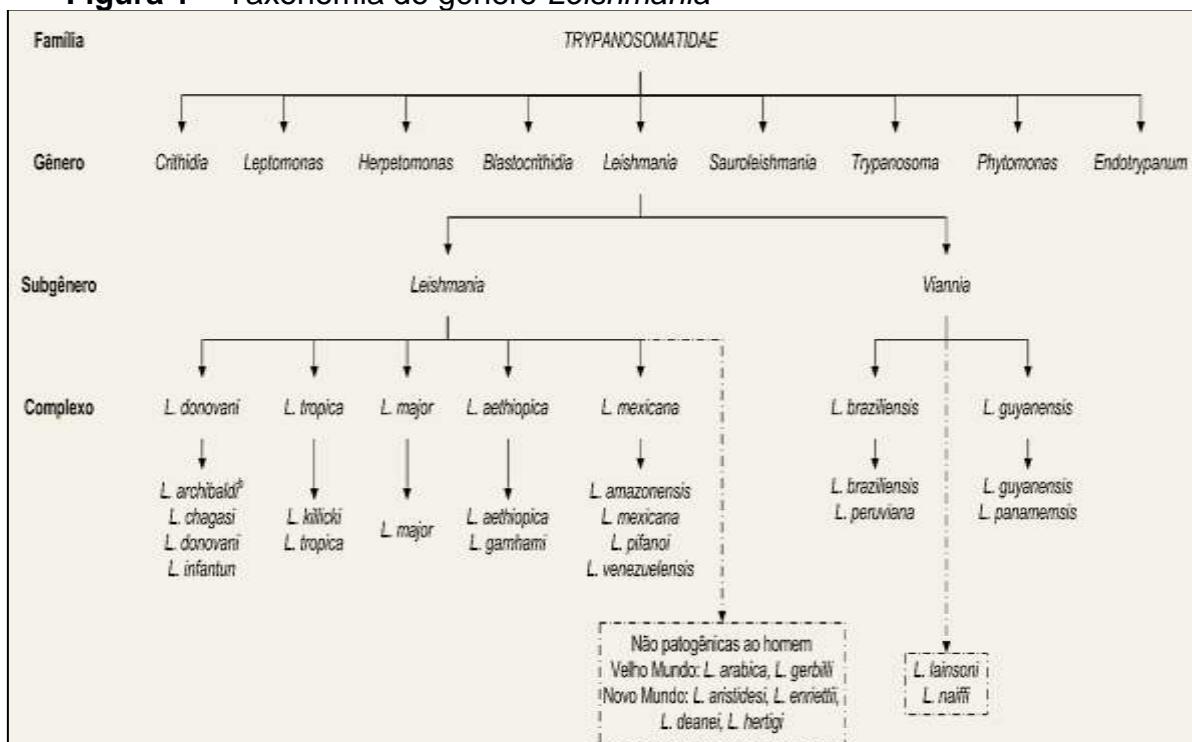 Figura 1 – Taxonomia do gênero Leishmania
Família TRYPANOSOMATIDAE
Gênero Crithidia Leptomonas Herpetomonas Blastocrithidia Leishmania Sauroleishmania Trypanosoma Phytomonas Endotrypanum
Subgênero Leishmania Viannia
Complexo L. donovani L. tropica L. major L. aethiopica L. mexicana L. braziliensis L. guyanensis
L. archibaldi
L. chagasi
L. donovani
L. infantun
L. killicki
L. tropica
L. major
L. aethiopica
L. garnhami
L. amazonensis
L. mexicana
L. pifanoi
L. venezuelensis
L. braziliensis
L. peruviana
L. guyanensis
L. panamemsis
Não patogênicas ao homem
Velho Mundo: L. arabica, L. gerbilli
Novo Mundo: L. aristidesi, L. enriettii,
L. deanei, L. hertigi
L. lainsoni
L. naiffi